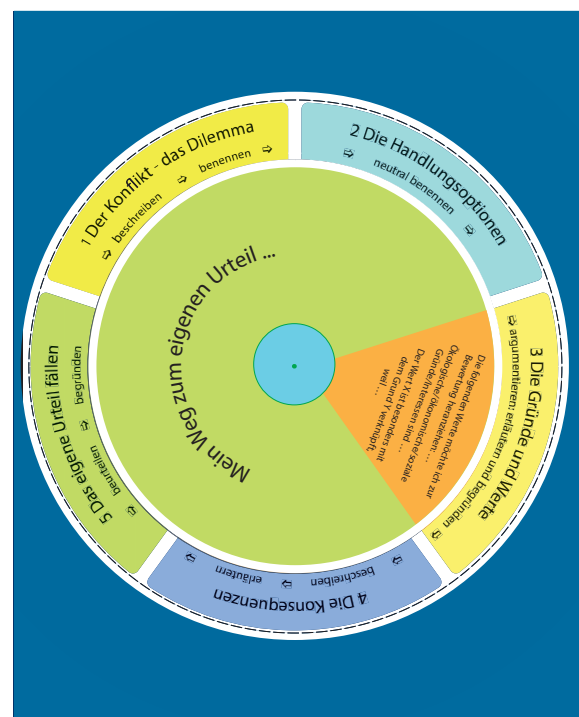 1 Der Konflikt - das Dilemma
⇨ beschreiben ⇨ benennen ⇨
2 Die Handlungsoptionen
⇨ neutral benennen ⇨
3 Die Gründe und Werte
⇨ argumentieren: erläutern und begründen ⇨
4 Die Konsequenzen
⇨ beschreiben ⇨ erläutern ⇨
5 Das eigene Urteil fällen
⇨ beurteilen ⇨ begründen
Mein Weg zum eigenen Urteil ...
Die folgenden Werte möchte ich zur
Bewertung heranziehen: …
Ökologische/ökonomische/soziale
Gründe/Interessen sind …
Der Wert X ist besonders mit
dem Grund Y verknüpft,
weil …